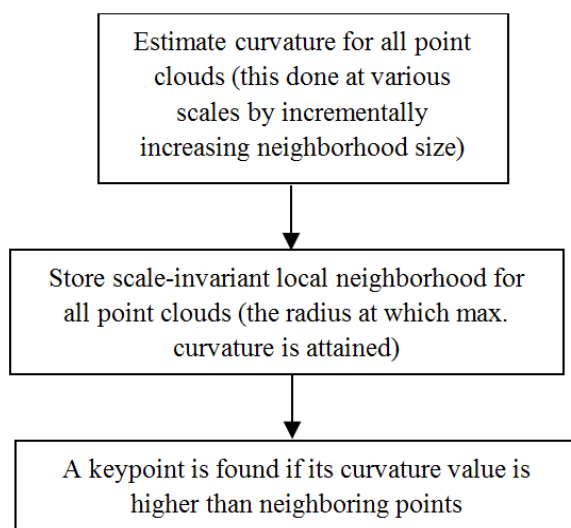 Estimate curvature for all point
clouds (this done at various
scales by incrementally
increasing neighborhood size)
Store scale-invariant local neighborhood for
all point clouds (the radius at which max.
curvature is attained)
A keypoint is found if its curvature value is
higher than neighboring points